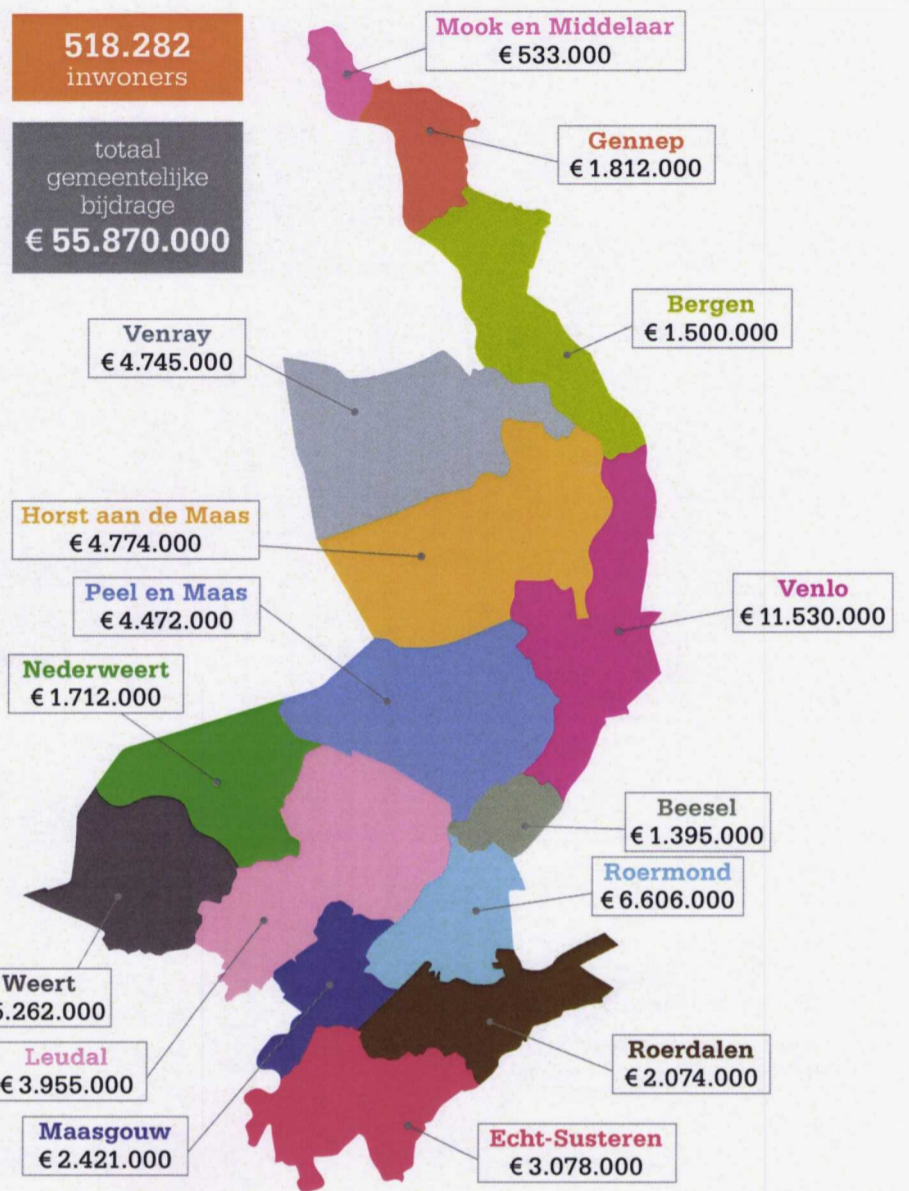 518.282
inwoners
totaal
gemeentelijke
bijdrage
€ 55.870.000
Mook en Middelaar
€ 533.000
Gennep
€ 1.812.000
Bergen
€ 1.500.000
Venray
€ 4.745.000
Horst aan de Maas
€ 4.774.000
Peel en Maas
€ 4.472.000
Venlo
€ 11.530.000
Nederweert
€ 1.712.000
Beesel
€ 1.395.000
Roermond
€ 6.606.000
Weert
5.262.000
Leudal
€ 3.955.000
Roerdalen
€ 2.074.000
Maasgouw
€ 2.421.000
Echt-Susteren
€ 3.078.000